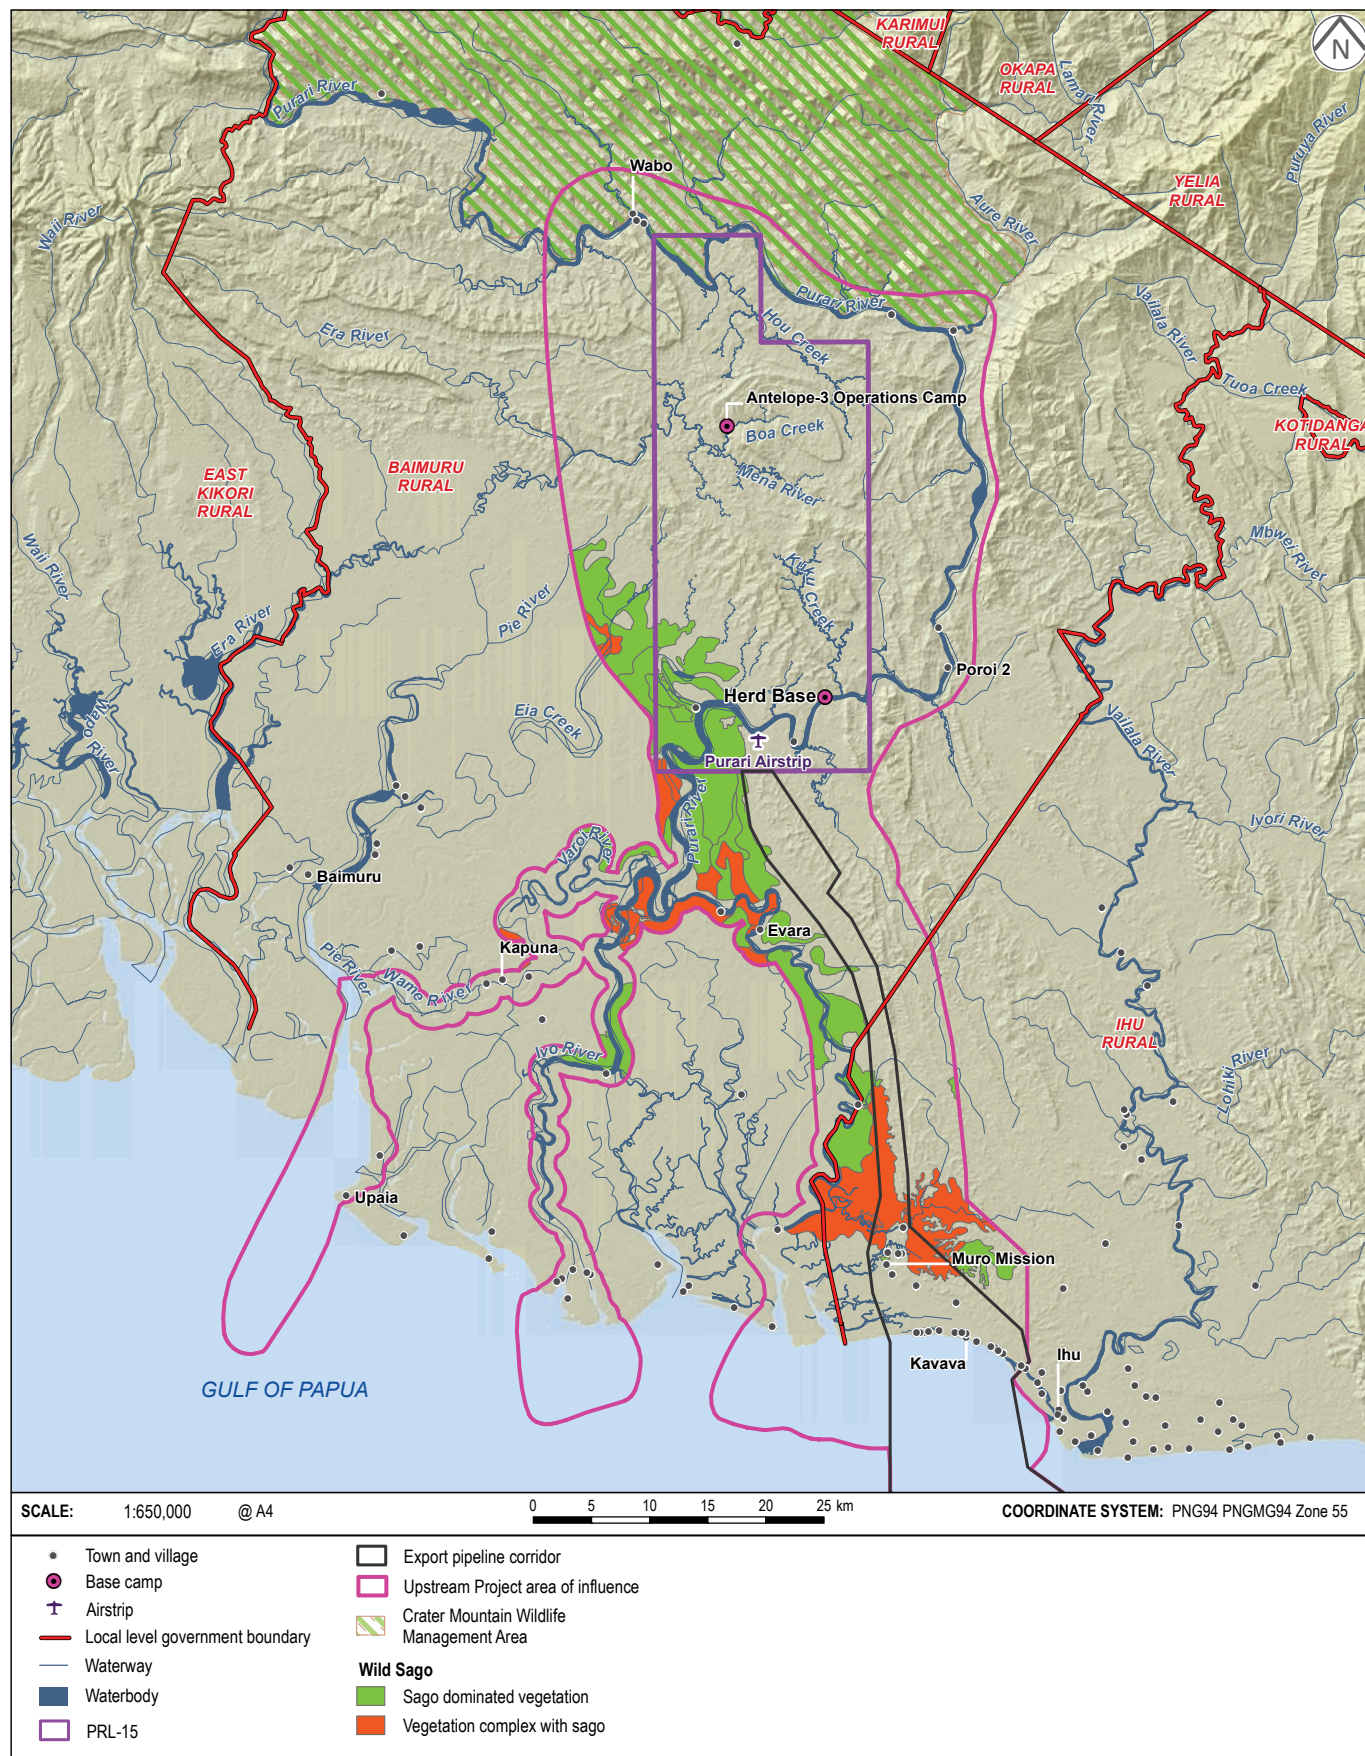 KARIMUI
RURAL
N
OKAPA
RURAL
Lamari River
Purari River
Puruya River
Wabo
YELIA
RURAL
Aure River
Waii River
Purari River
Vailala River
Hou Creek
Era River
Tuoa Creek
Antelope-3 Operations Camp
Boa Creek
KOTIDANGA
RURAL
BAIMURU
RURAL
EAST
KIKORI
RURAL
Mena River
Waii River
Mbwei River
Kuku Creek
Pie River
Era River
Poroi 2
Herd Base
Eia Creek
Wapo River
Vailala River
Purari Airstrip
Purari River
Ivori River
Varoi River
Baimuru
Evara
Kapuna
Pie River
Wame River
IHU
RURAL
Ivo River
Lohiki River
Upaia
Muro Mission
Kavava
Ihu
GULF OF PAPUA
SCALE: 1:650,000 @ A4
0 5 10 15 20 25 km
COORDINATE SYSTEM: PNG94 PNGMG94 Zone 55
Town and village
Base camp
Airstrip
Local level government boundary
Waterway
Waterbody
PRL-15
Export pipeline corridor
Upstream Project area of influence
Crater Mountain Wildlife
Management Area
Wild Sago
Sago dominated vegetation
Vegetation complex with sago